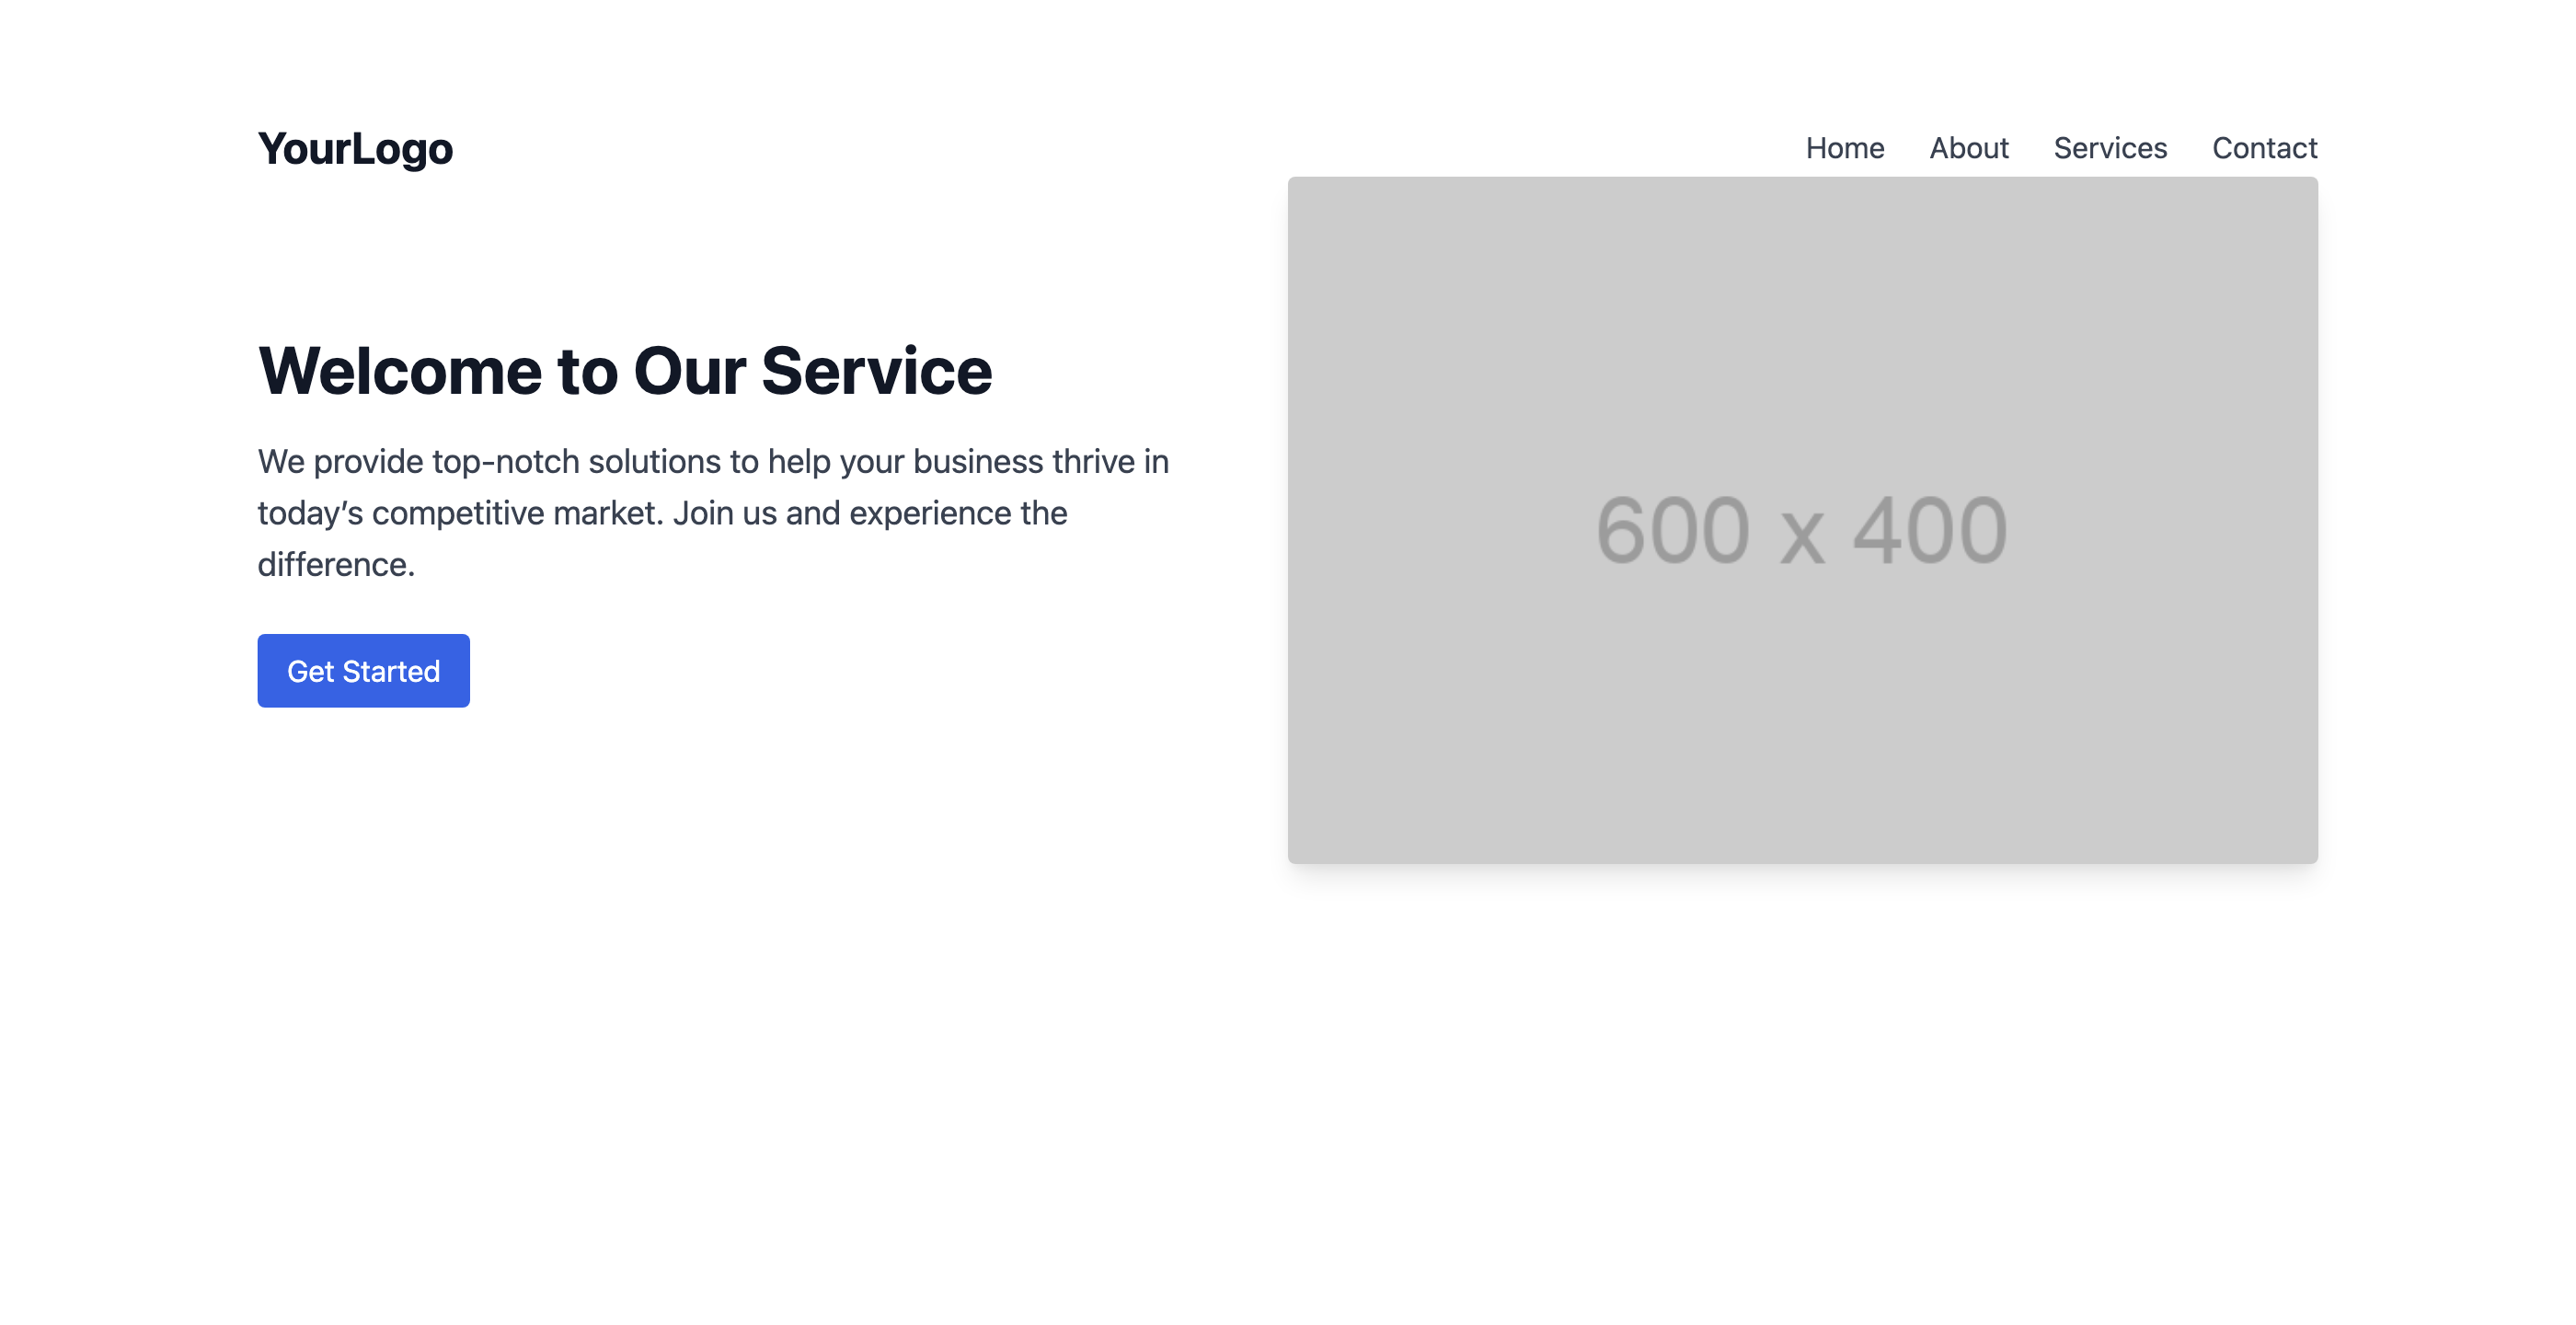 YourLogo
Home About Services Contact
Welcome to Our Service
We provide top-notch solutions to help your business thrive in
today’s competitive market. Join us and experience the
difference.
Get Started
600 x 400